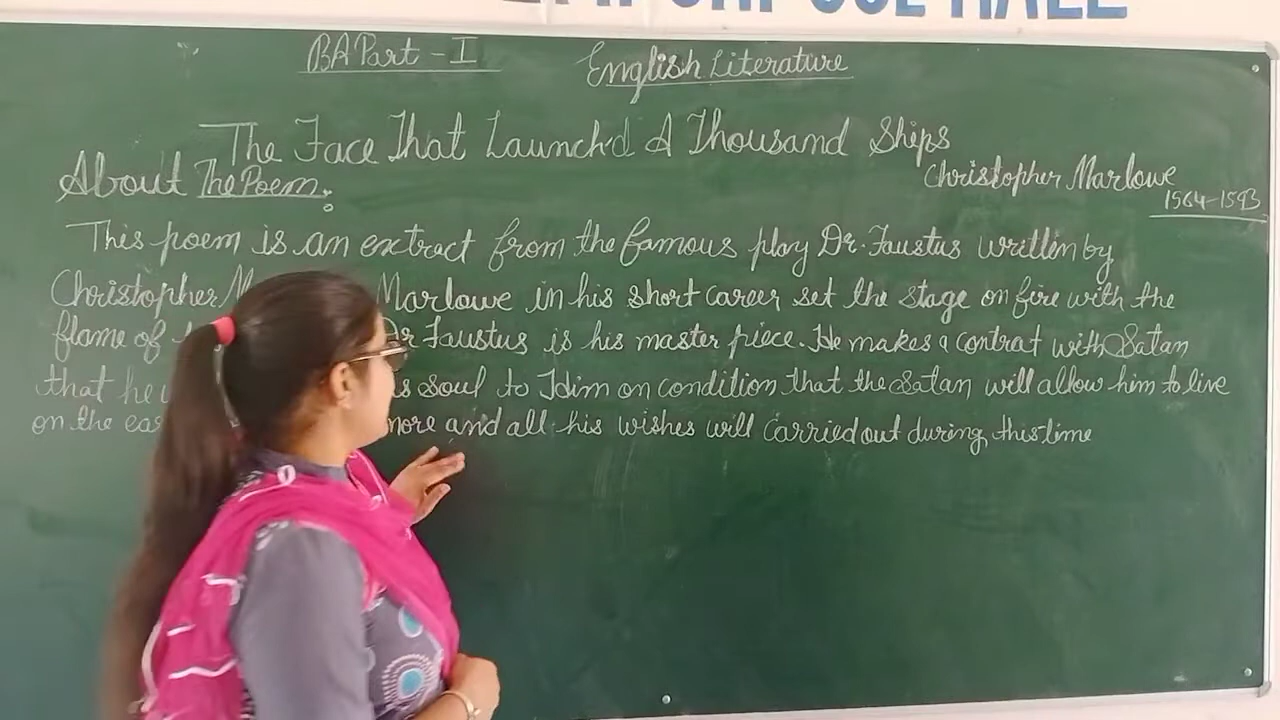 HALL
BA Part - I
English Literature
The Face That Launch'd A Thousand Ships
Christopher Marlowe
1564-1593
About The Poem:
This poem is an extract from the famous play Dr. Faustus written by
Christopher Marlowe in his short career set the stage on fire with the
flame of Dr Faustus is his master piece. He makes a contrat with Satan
that he soul to Him on condition that the Satan will allow him to live
on the more and all his wishes will carried out during this time